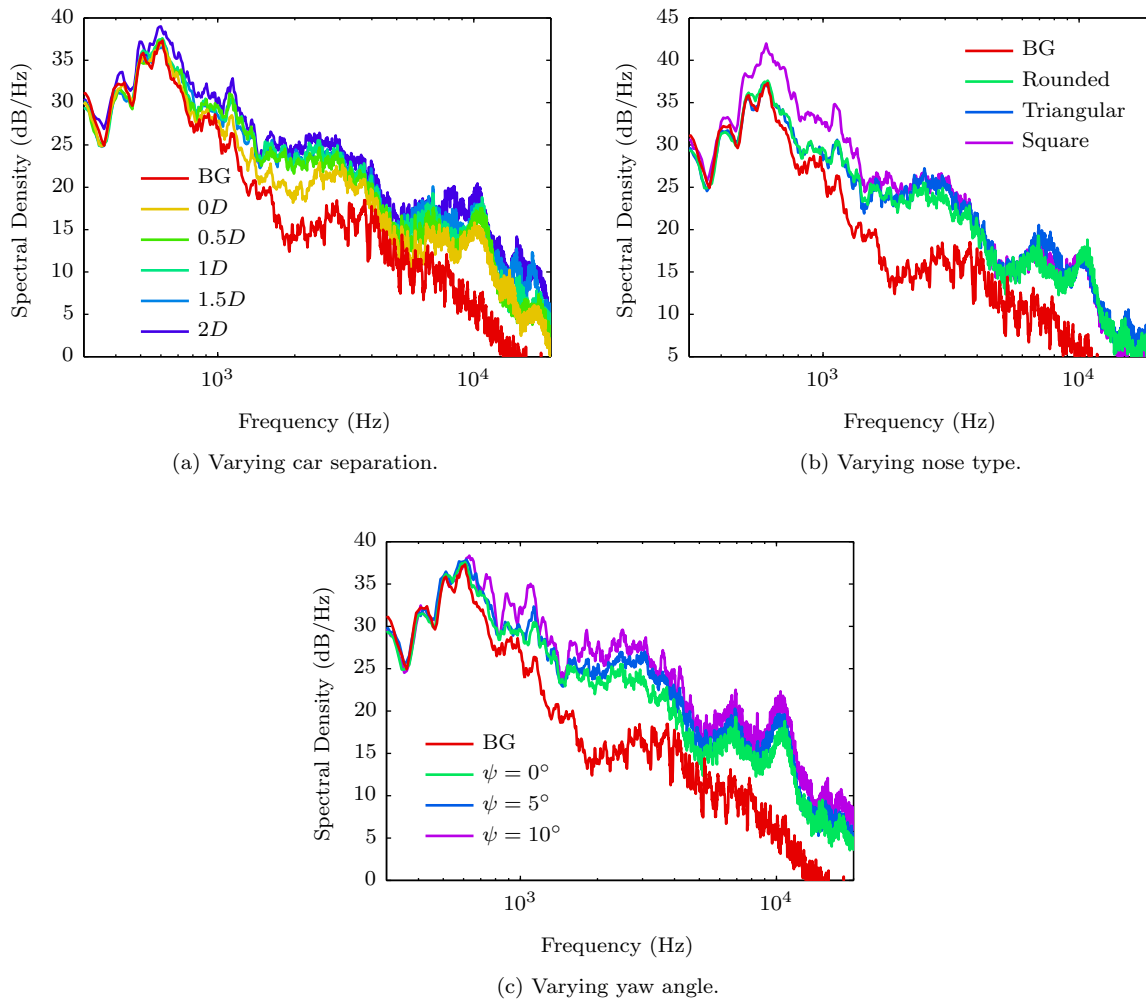 40
35
30
25
20
15
10
5
0
Spectral Density (dB/Hz)
BG
0D
0.5D
1D
1.5D
2D
10³
10⁴
Frequency (Hz)
(a) Varying car separation.
45
40
35
30
25
20
15
10
5
Spectral Density (dB/Hz)
BG
Rounded
Triangular
Square
10³
10⁴
Frequency (Hz)
(b) Varying nose type.
40
35
30
25
20
15
10
5
0
Spectral Density (dB/Hz)
BG
ψ = 0°
ψ = 5°
ψ = 10°
10³
10⁴
Frequency (Hz)
(c) Varying yaw angle.